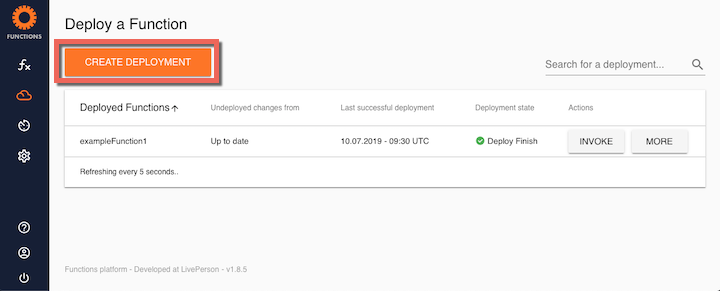 FUNCTIONS
Deploy a Function
CREATE DEPLOYMENT
Search for a deployment...
Deployed Functions Undeployed changes from Last successful deployment Deployment state Actions
exampleFunction1 Up to date 10.07.2019 - 09:30 UTC Deploy Finish INVOKE MORE
Refreshing every 5 seconds..
Functions platform - Developed at LivePerson - v1.8.5